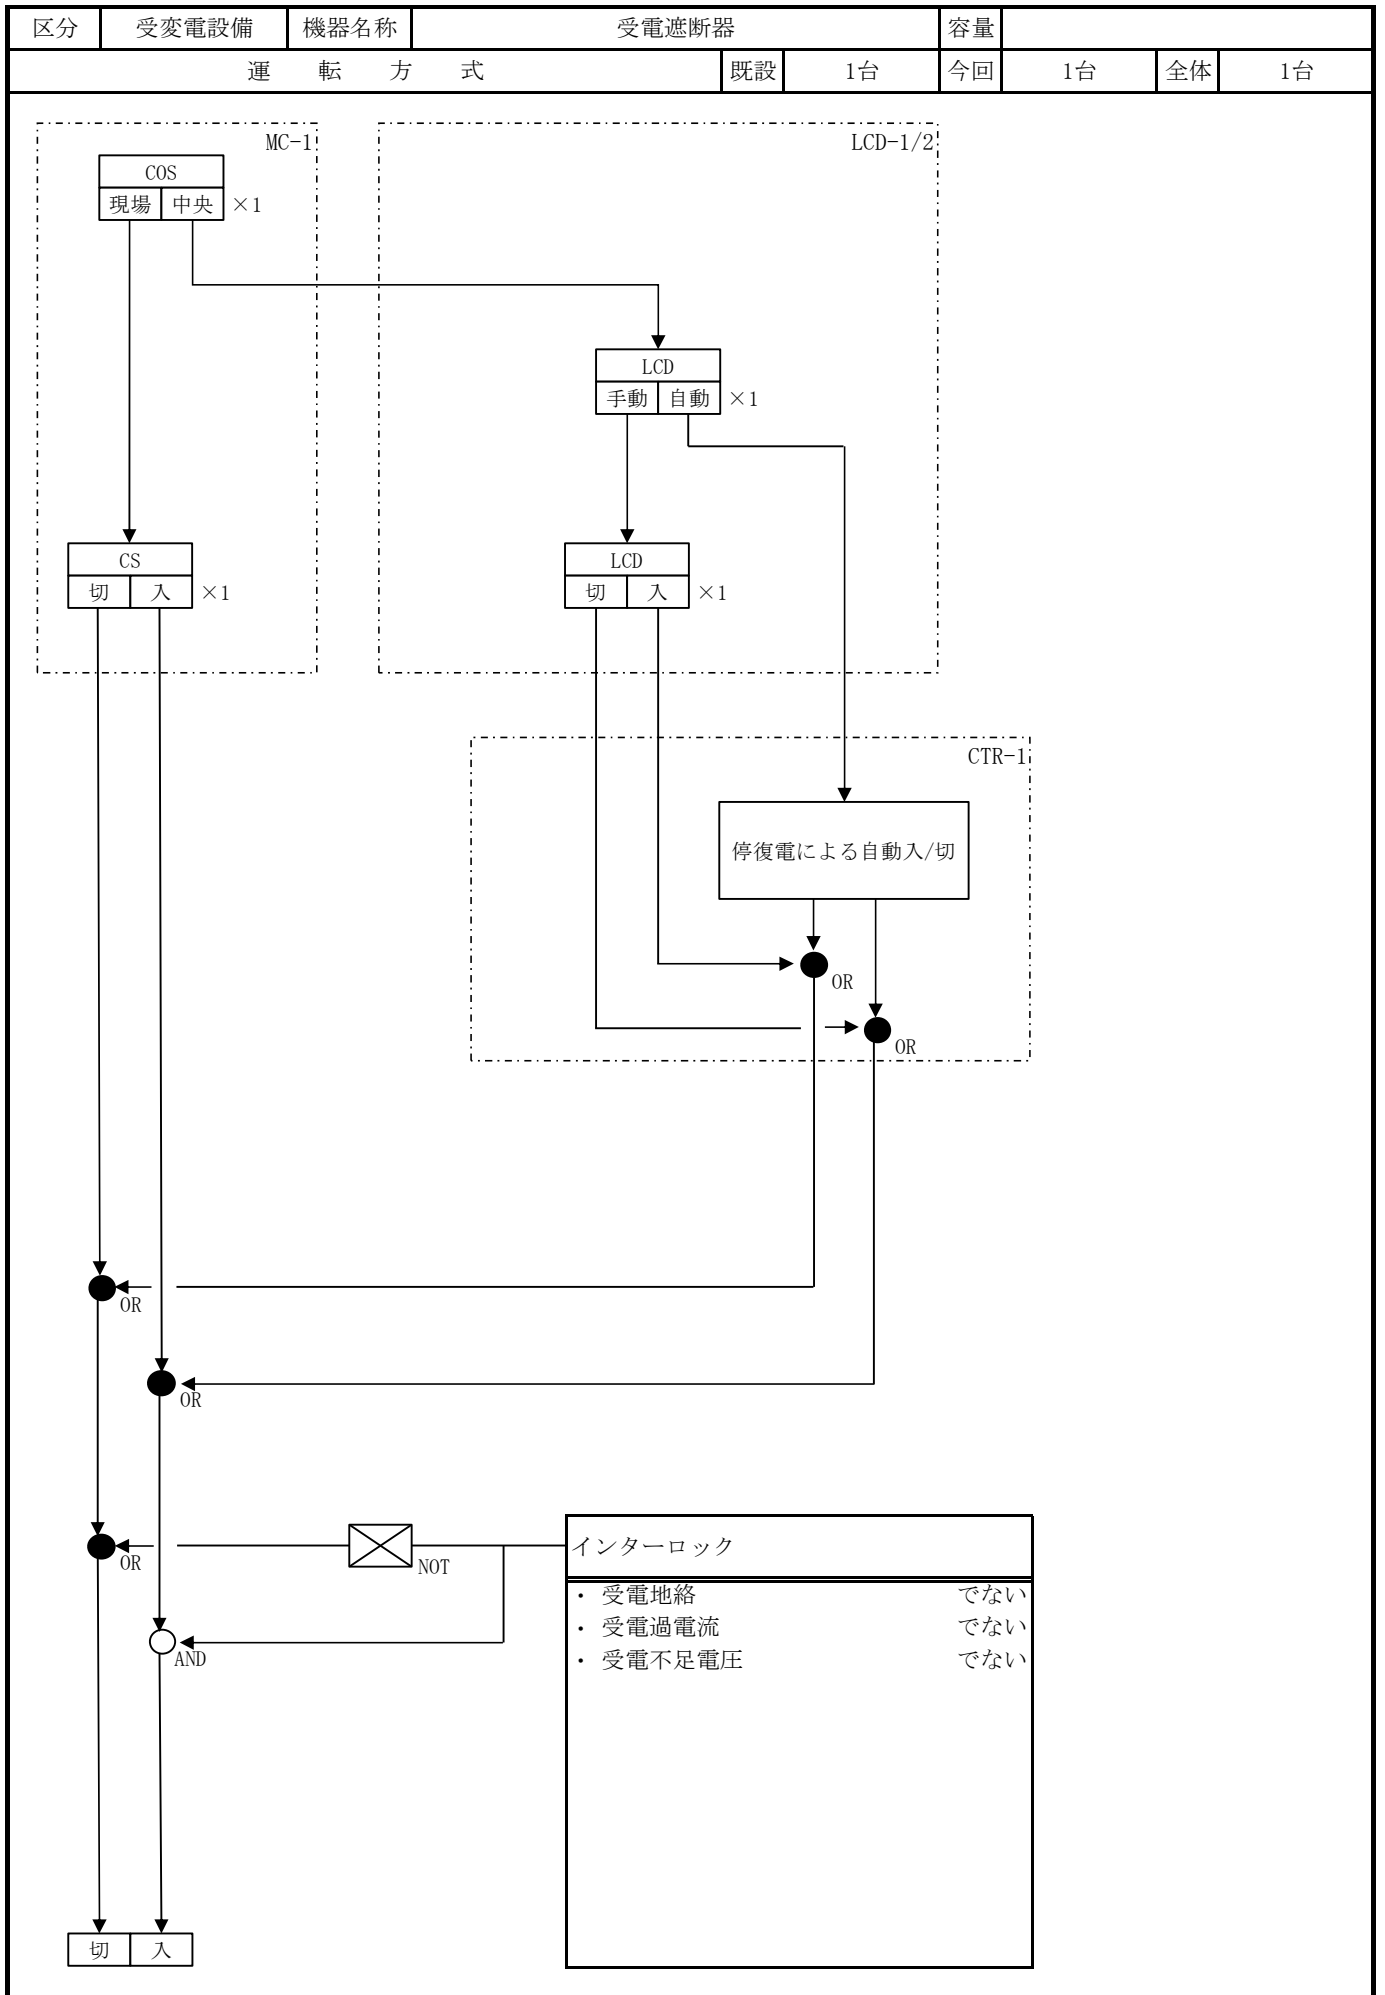 区分 受変電設備 機器名称 受電遮断器 容量
運 転 方 式 既設 1台 今回 1台 全体 1台
MC-1
LCD-1/2
COS
現場 中央 ×1
LCD
手動 自動 ×1
CS
切 入 ×1
LCD
切 入 ×1
CTR-1
停復電による自動入/切
OR
OR
OR
OR
インターロック
OR
NOT
・ 受電地絡 でない
・ 受電過電流 でない
・ 受電不足電圧 でない
AND
切 入